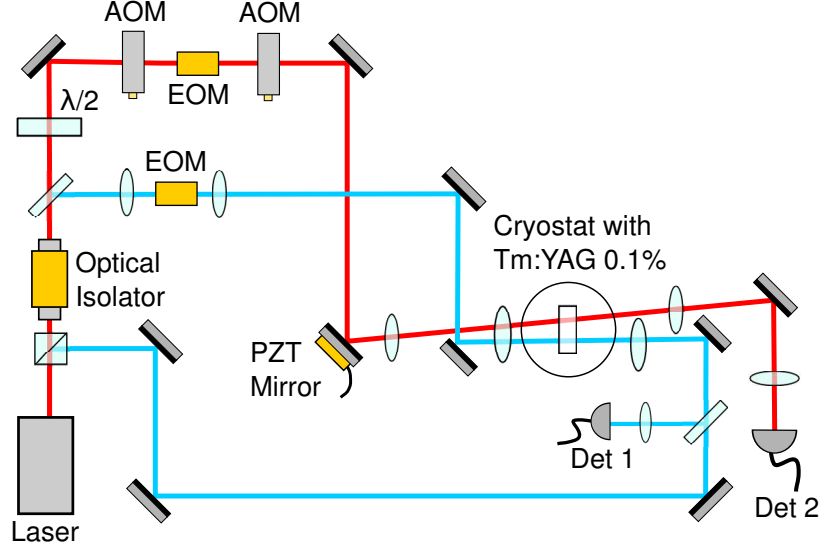 AOM
AOM
EOM
λ/2
EOM
Cryostat with
Tm:YAG 0.1%
Optical
Isolator
PZT
Mirror
Det 1
Det 2
Laser